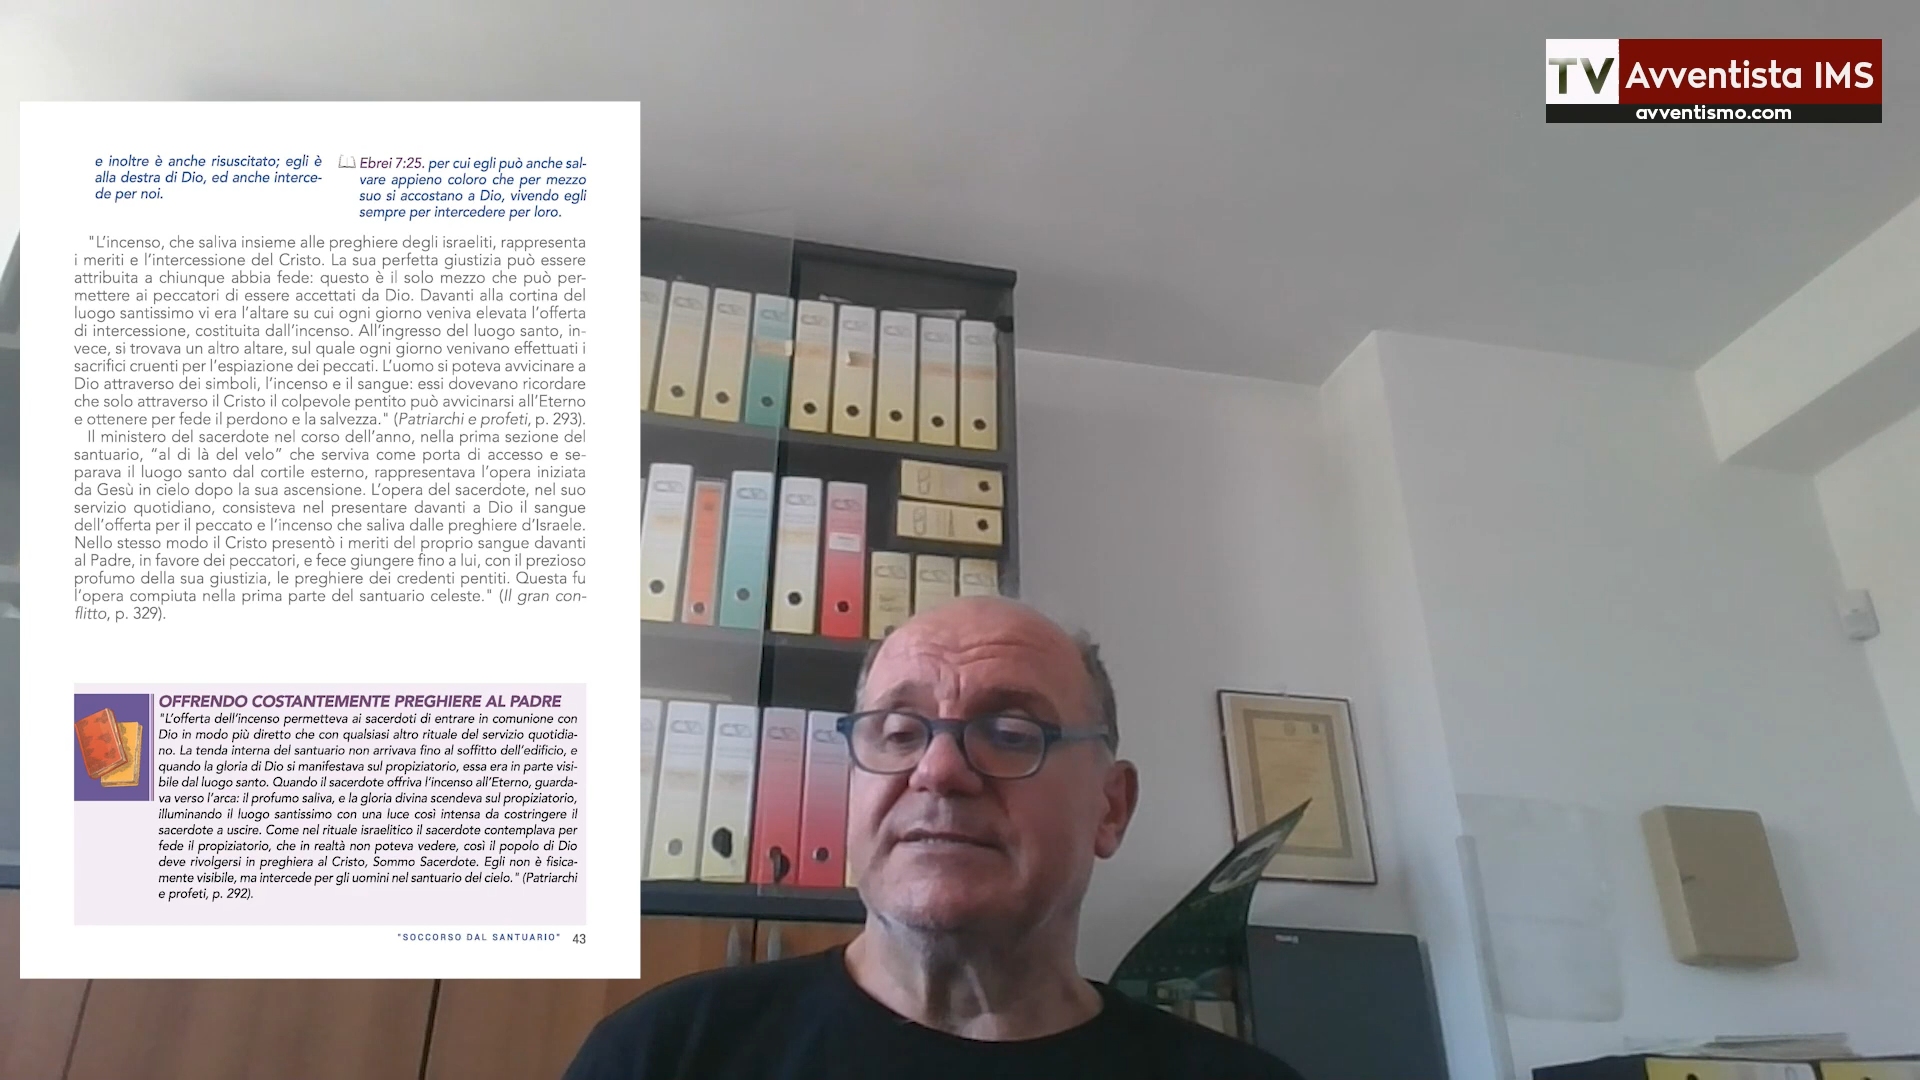 TV Avventista IMS
avventismo.com
e inoltre è anche risuscitato; egli è
alla destra di Dio, ed anche interce-
de per noi.
Ebrei 7:25. per cui egli può anche sal-
vare appieno coloro che per mezzo
suo si accostano a Dio, vivendo egli
sempre per intercedere per loro.
"L'incenso, che saliva insieme alle preghiere degli israeliti, rappresenta
i meriti e l'intercessione del Cristo. La sua perfetta giustizia può essere
attribuita a chiunque abbia fede: questo è il solo mezzo che può per-
mettere ai peccatori di essere accettati da Dio. Davanti alla cortina del
luogo santissimo vi era l'altare su cui ogni giorno veniva elevata l'offerta
di intercessione, costituita dall'incenso. All'ingresso del luogo santo, in-
vece, si trovava un altro altare, sul quale ogni giorno venivano effettuati i
sacrifici cruenti per l'espiazione dei peccati. L'uomo si poteva avvicinare a
Dio attraverso dei simboli, l'incenso e il sangue: essi dovevano ricordare
che solo attraverso il Cristo il colpevole pentito può avvicinarsi all'Eterno
e ottenere per fede il perdono e la salvezza." (Patriarchi e profeti, p. 293).
Il ministero del sacerdote nel corso dell'anno, nella prima sezione del
santuario, “al di là del velo” che serviva come porta di accesso e se-
parava il luogo santo dal cortile esterno, rappresentava l'opera iniziata
da Gesù in cielo dopo la sua ascensione. L'opera del sacerdote, nel suo
servizio quotidiano, consisteva nel presentare davanti a Dio il sangue
dell'offerta per il peccato e l'incenso che saliva dalle preghiere d'Israele.
Nello stesso modo il Cristo presentò i meriti del proprio sangue davanti
al Padre, in favore dei peccatori, e fece giungere fino a lui, con il prezioso
profumo della sua giustizia, le preghiere dei credenti pentiti. Questa fu
l'opera compiuta nella prima parte del santuario celeste." (Il gran con-
flitto, p. 329).
OFFRENDO COSTANTEMENTE PREGHIERE AL PADRE
"L'offerta dell'incenso permetteva ai sacerdoti di entrare in comunione con
Dio in modo più diretto che con qualsiasi altro rituale del servizio quotidia-
no. La tenda interna del santuario non arrivava fino al soffitto dell'edificio, e
quando la gloria di Dio si manifestava sul propiziatorio, essa era in parte visi-
bile dal luogo santo. Quando il sacerdote offriva l'incenso all'Eterno, guarda-
va verso l'arca: il profumo saliva, e la gloria divina scendeva sul propiziatorio,
illuminando il luogo santissimo con una luce così intensa da costringere il
sacerdote a uscire. Come nel rituale israelitico il sacerdote contemplava per
fede il propiziatorio, che in realtà non poteva vedere, così il popolo di Dio
deve rivolgersi in preghiera al Cristo, Sommo Sacerdote. Egli non è fisica-
mente visibile, ma intercede per gli uomini nel santuario del cielo." (Patriarchi
e profeti, p. 292).
"SOCCORSO DAL SANTUARIO" 43